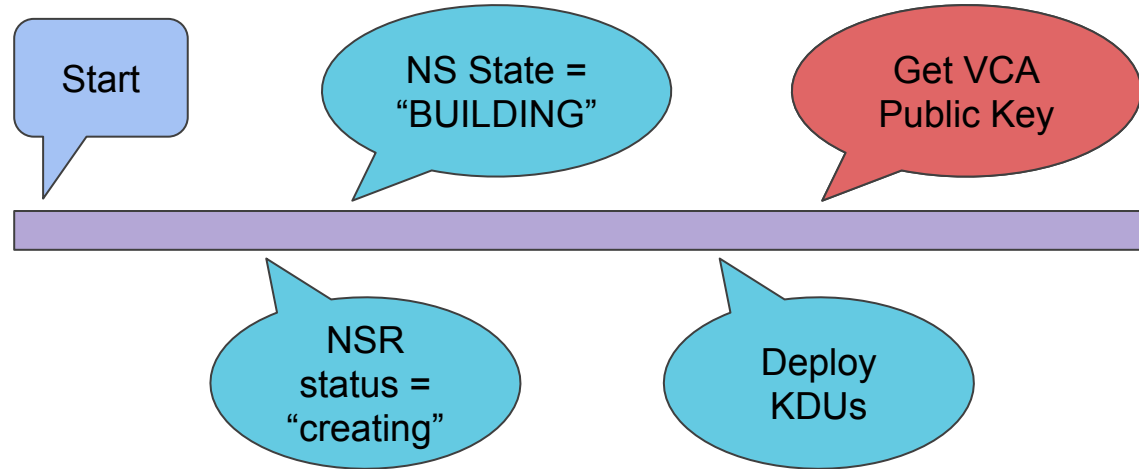 Start
NS State =
“BUILDING”
Get VCA
Public Key
NSR
status =
“creating”
Deploy
KDUs